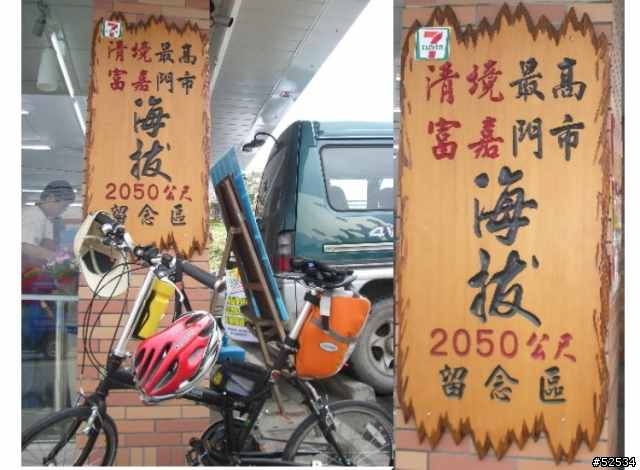 7
ELEVEN
清境最高
富嘉門市
海拔
2050公尺
留念區
4W
7
ELEVEN
清境最高
富嘉門市
海拔
2050公尺
留念區
#52534